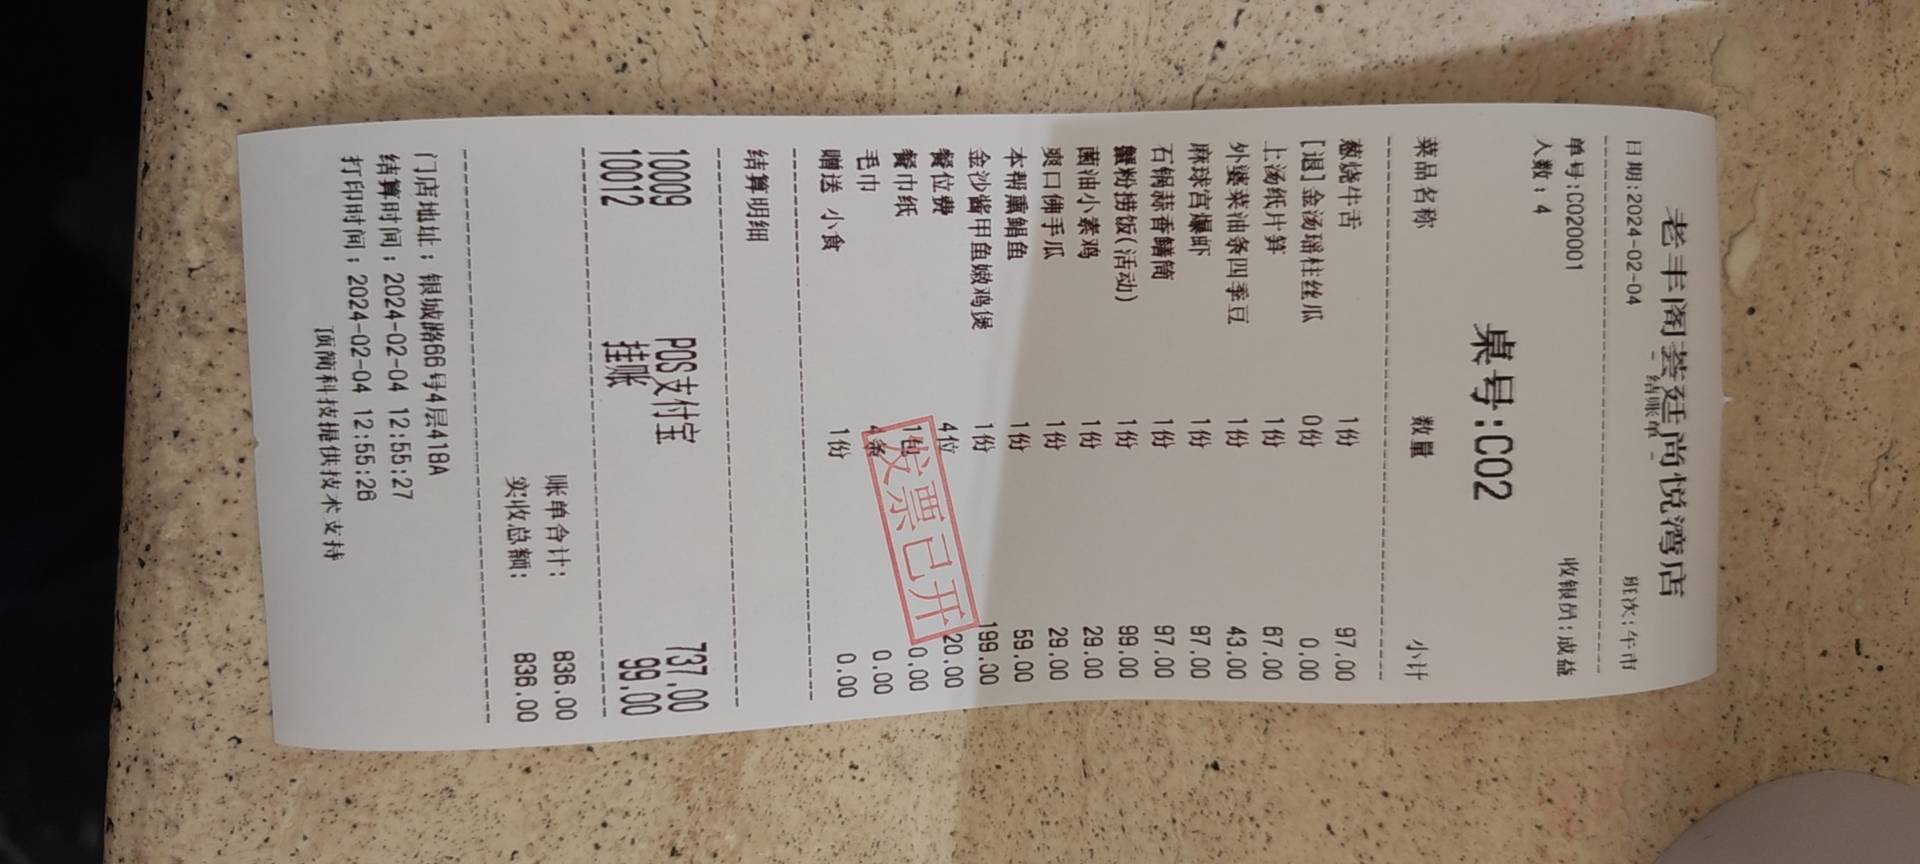 老丰阁荟廷尚悦湾店
-结账单-
日期:2024-02-04 班次:午市
单号:C020001 收银员:成益
人数:4
桌号:C02
菜品名称 数量 小计
葱烧牛舌 1份 97.00
[退]金汤瑶柱丝瓜 0份 0.00
上汤纸片笋 1份 67.00
外婆菜油条四季豆 1份 43.00
麻球宫爆虾 1份 97.00
石锅蒜香鳝筒 1份 97.00
蟹粉捞饭(活动) 1份 99.00
菌油小素鸡 1份 29.00
爽口佛手瓜 1份 29.00
本帮熏鲳鱼 1份 59.00
金沙酱甲鱼嫩鸡煲 1份 199.00
餐位费 4位 20.00
餐巾纸 1包 0.00
毛巾 4条 0.00
赠送 小食 1份 0.00
发票已开
结算明细
10009 POS支付宝 737.00
10012 挂账 99.00
账单合计: 836.00
实收总额: 836.00
门店地址:银城路66号4层418A
结算时间:2024-02-04 12:55:27
打印时间:2024-02-04 12:55:26
顶简科技提供技术支持